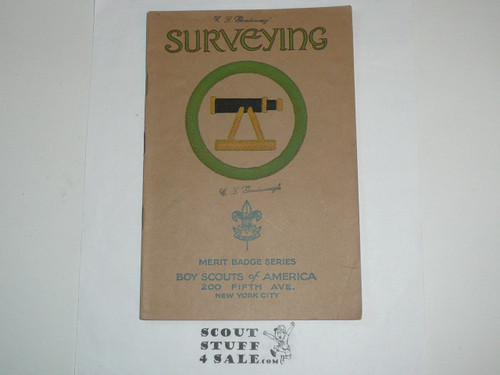 SURVEYING
MERIT BADGE SERIES
BOY SCOUTS of AMERICA
200 FIFTH AVE.
NEW YORK CITY
SCOUT
STUFF
4 SALE.COM